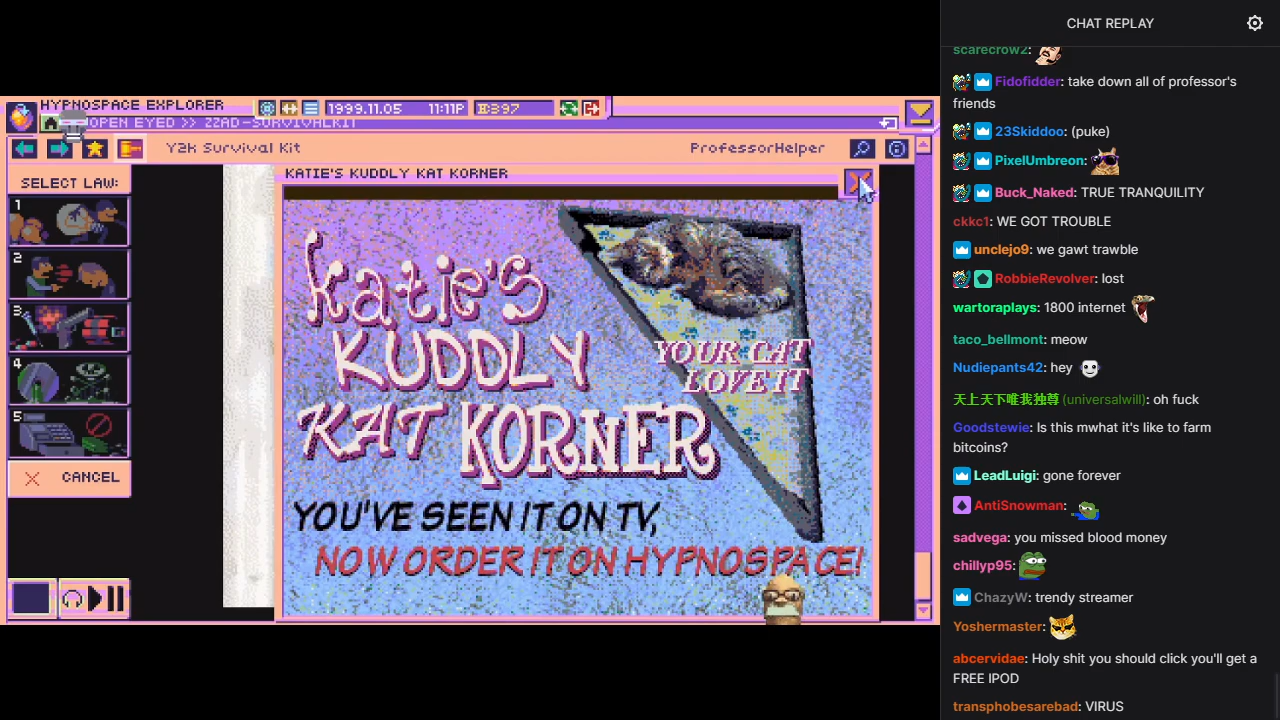 HYPNOSPACE EXPLORER
1999.11.05 11:11P
397
OPEN EYED >> ZZAD-SURVIVALKIT
Y2k Survival Kit
ProfessorHelper
SELECT LAW:
1
2
3
4
5
CANCEL
KATIE'S KUDDLY KAT KORNER
Katie's
KUDDLY
KAT KORNER
YOUR CAT
LOVE IT
YOU'VE SEEN IT ON TV,
NOW ORDER IT ON HYPNOSPACE!
CHAT REPLAY
scarecrow2:
Fidofidder: take down all of professor's
friends
23Skiddoo: (puke)
PixelUmbreon:
Buck_Naked: TRUE TRANQUILITY
ckkc1: WE GOT TROUBLE
unclejo9: we gawt trawble
RobbieRevolver: lost
wartoraplays: 1800 internet
taco_bellmont: meow
Nudiepants42: hey
天上天下唯我独尊 (universalwill): oh fuck
Goodstewie: Is this mwhat it's like to farm
bitcoins?
LeadLuigi: gone forever
AntiSnowman:
sadvega: you missed blood money
chillyp95:
ChazyW: trendy streamer
Yoshermaster:
abcervidae: Holy shit you should click you'll get a
FREE IPOD
transphobesarebad: VIRUS